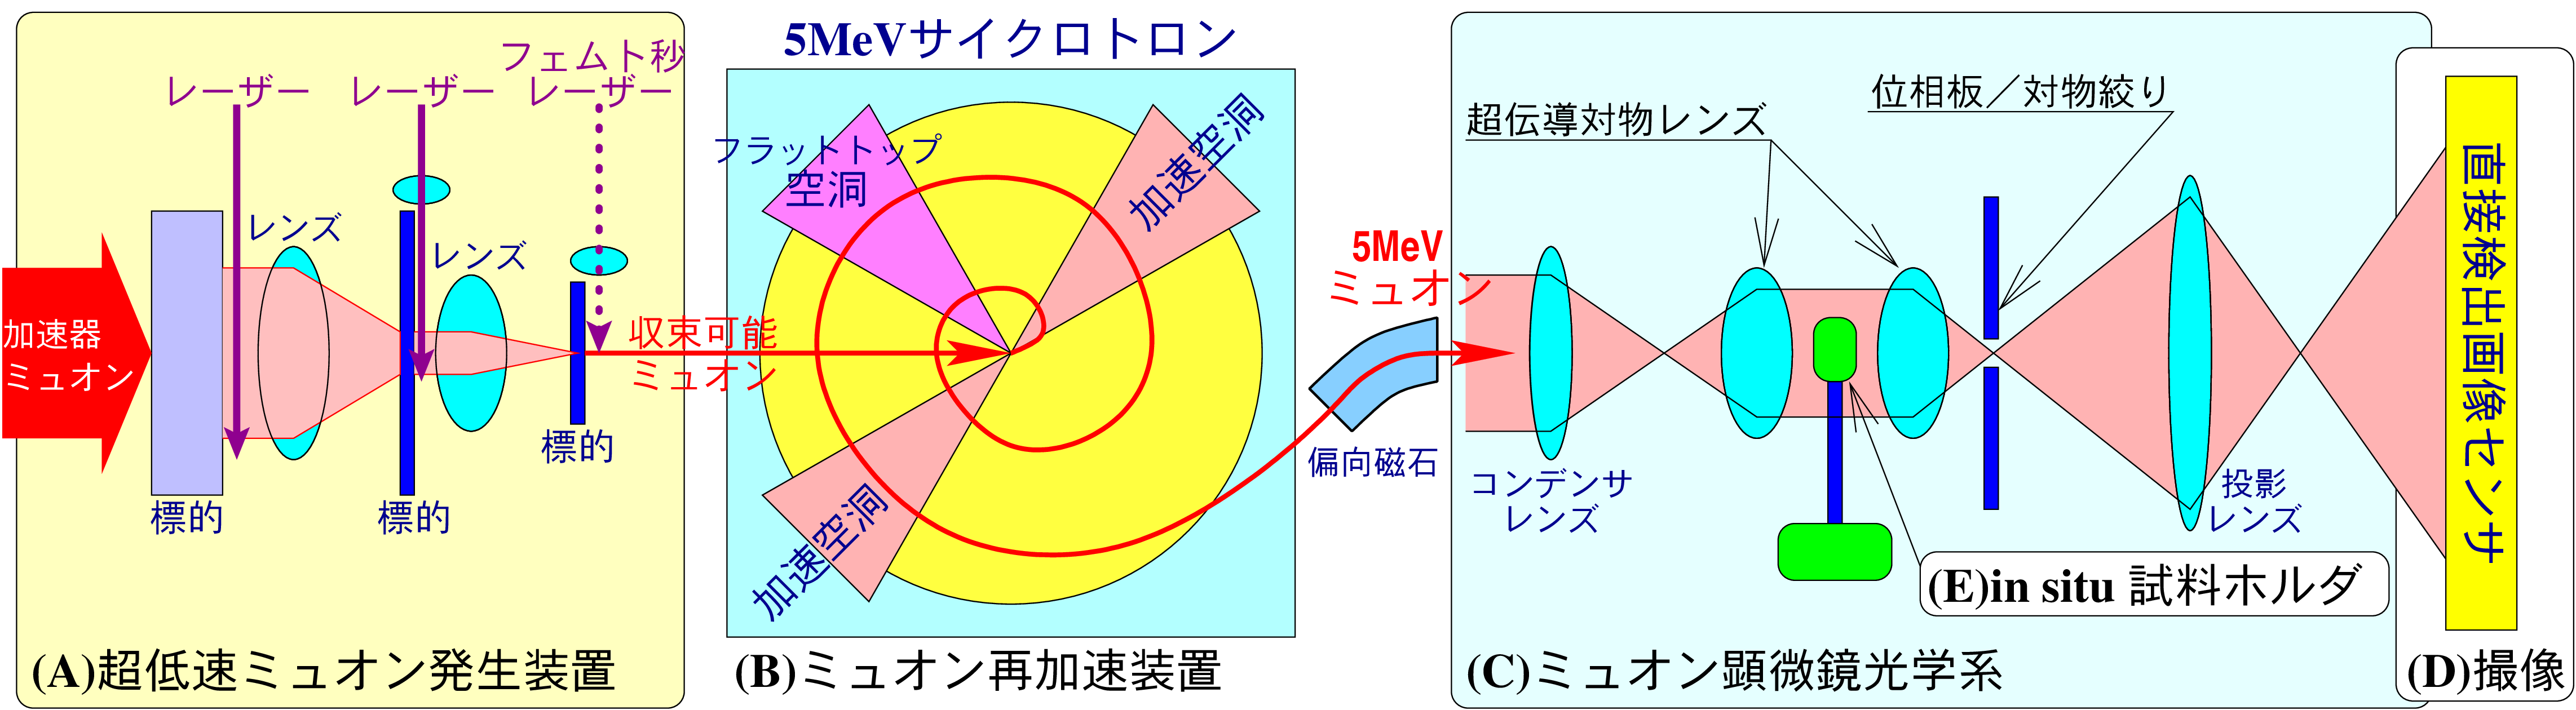 フェムト秒
レーザー
レーザー
レーザー
レンズ
レンズ
加速器
ミュオン
標的
標的
標的
収束可能
ミュオン
(A)超低速ミュオン発生装置
5MeVサイクロトロン
フラットトップ
空洞
加速空洞
加速空洞
(B)ミュオン再加速装置
5MeV
ミュオン
偏向磁石
超伝導対物レンズ
位相板／対物絞り
コンデンサ
レンズ
投影
レンズ
(E)in situ 試料ホルダ
(C)ミュオン顕微鏡光学系
直接検出画像センサ
(D)撮像